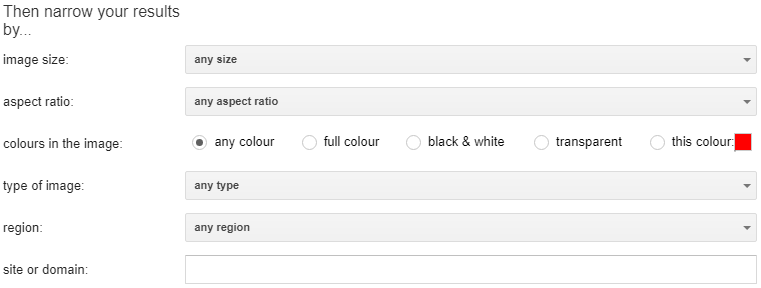 Then narrow your results
by...
image size: any size
aspect ratio: any aspect ratio
colours in the image: any colour full colour black & white transparent this colour:
type of image: any type
region: any region
site or domain: